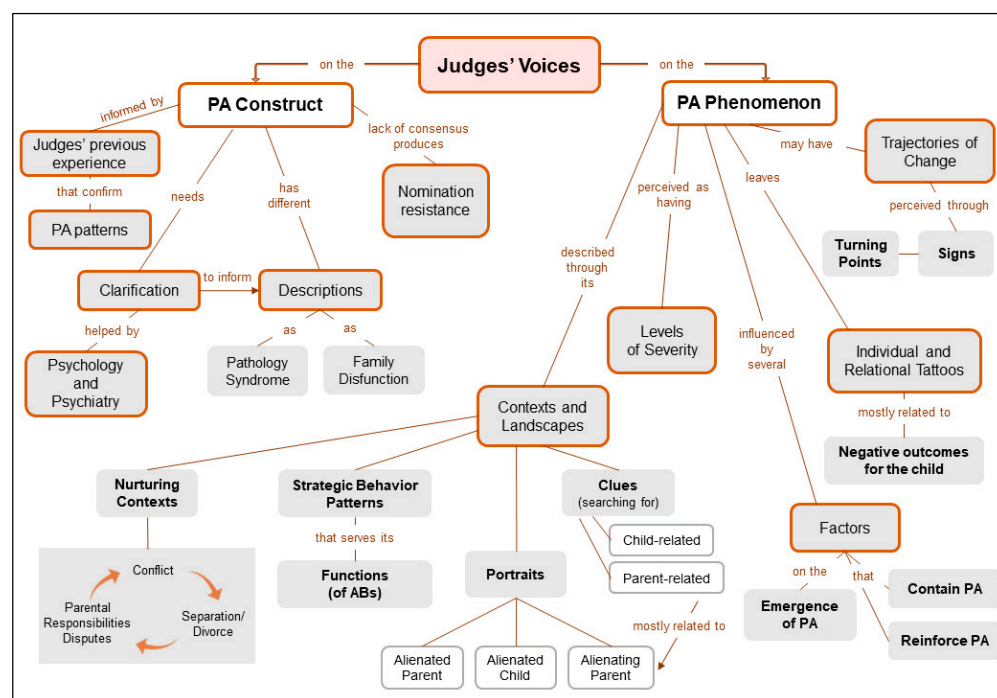 Judges' Voices
on the
on the
PA Construct
PA Phenomenon
informed by
lack of consensus
produces
may have
Judges' previous
experience
Trajectories of
Change
that confirm
needs
has
different
Nomination
resistance
perceived as
having
leaves
perceived through
PA patterns
Turning
Points
Signs
described
through
its
Clarification
to inform
Descriptions
helped by
as
as
Levels
of Severity
influenced
by
several
Individual and
Relational Tattoos
Psychology
and
Psychiatry
Pathology
Syndrome
Family
Disfunction
Contexts and
Landscapes
mostly related to
Negative outcomes
for the child
Nurturing
Contexts
Strategic Behavior
Patterns
Clues
(searching for)
Factors
that serves its
Child-related
Parent-related
Functions
(of ABs)
Portraits
on the
that
Contain PA
Emergence
of PA
Reinforce PA
mostly related to
Conflict
Parental
Responsibilities
Disputes
Separation/
Divorce
Alienated
Parent
Alienated
Child
Alienating
Parent